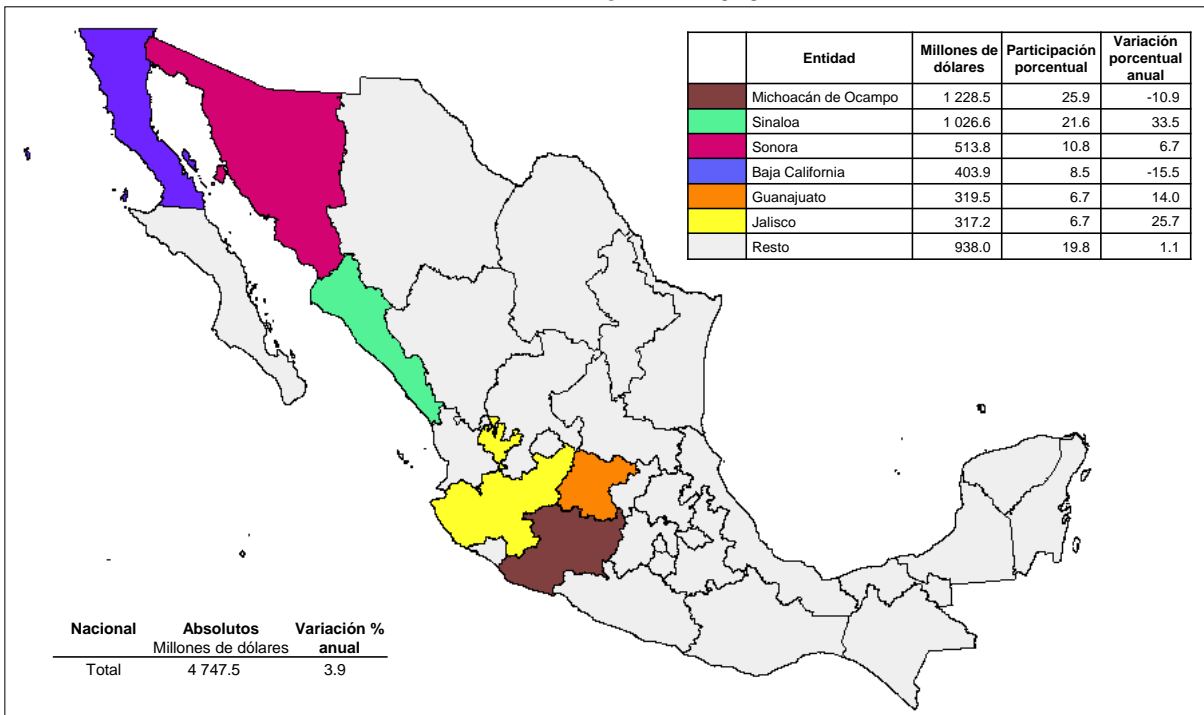 Entidad Millones de dólares Participación porcentual Variación porcentual anual
Michoacán de Ocampo 1 228.5 25.9 -10.9
Sinaloa 1 026.6 21.6 33.5
Sonora 513.8 10.8 6.7
Baja California 403.9 8.5 -15.5
Guanajuato 319.5 6.7 14.0
Jalisco 317.2 6.7 25.7
Resto 938.0 19.8 1.1
Nacional Absolutos Variación %
Millones de dólares anual
Total 4 747.5 3.9